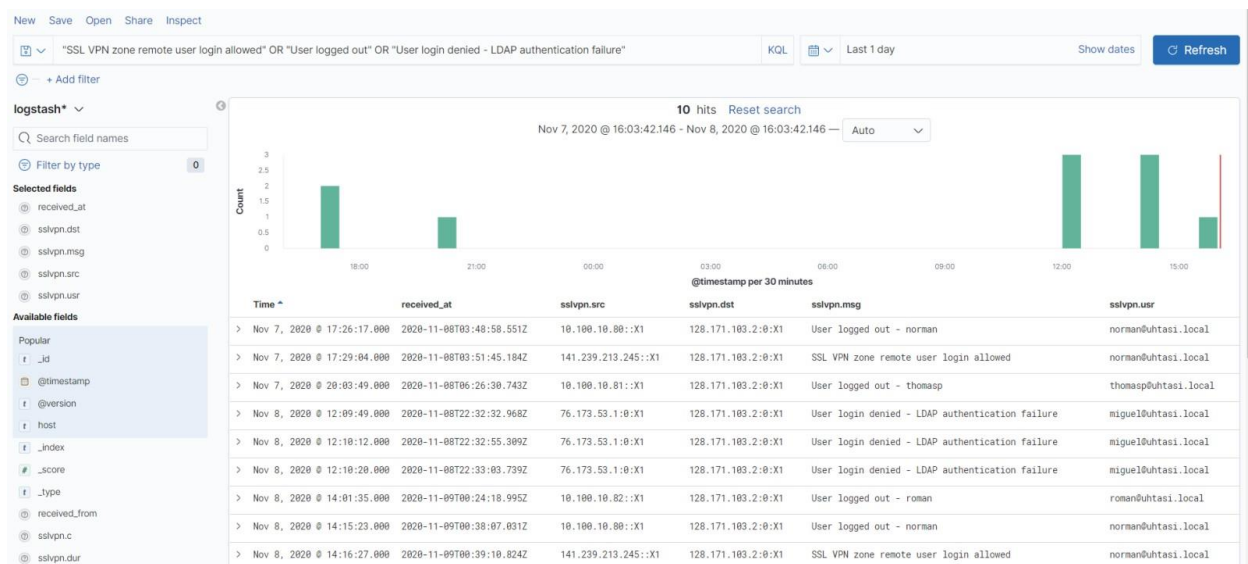 New Save Open Share Inspect
"SSL VPN zone remote user login allowed" OR "User logged out" OR "User login denied - LDAP authentication failure" KQL Last 1 day Show dates Refresh
+ Add filter
logstash*
Search field names
Filter by type 0
Selected fields
received_at
sslvpn.dst
sslvpn.msg
sslvpn.src
sslvpn.usr
Available fields
Popular
_id
@timestamp
@version
host
_index
_score
_type
received_from
sslvpn.c
sslvpn.dur
10 hits Reset search
Nov 7, 2020 @ 16:03:42.146 - Nov 8, 2020 @ 16:03:42.146 — Auto
Count
3
2.5
2
1.5
1
0.5
0
18:00 21:00 00:00 03:00 06:00 09:00 12:00 15:00
@timestamp per 30 minutes
Time received_at sslvpn.src sslvpn.dst sslvpn.msg sslvpn.usr
> Nov 7, 2020 @ 17:26:17.000 2020-11-08T03:48:58.551Z 10.100.10.80::X1 128.171.103.2:0:X1 User logged out - norman norman@uhtasi.local
> Nov 7, 2020 @ 17:29:04.000 2020-11-08T03:51:45.184Z 141.239.213.245::X1 128.171.103.2:0:X1 SSL VPN zone remote user login allowed norman@uhtasi.local
> Nov 7, 2020 @ 20:03:49.000 2020-11-08T06:26:30.743Z 10.100.10.81::X1 128.171.103.2:0:X1 User logged out - thomasp thomasp@uhtasi.local
> Nov 8, 2020 @ 12:09:49.000 2020-11-08T22:32:32.968Z 76.173.53.1:0:X1 128.171.103.2:0:X1 User login denied - LDAP authentication failure miguel@uhtasi.local
> Nov 8, 2020 @ 12:10:12.000 2020-11-08T22:32:55.309Z 76.173.53.1:0:X1 128.171.103.2:0:X1 User login denied - LDAP authentication failure miguel@uhtasi.local
> Nov 8, 2020 @ 12:10:20.000 2020-11-08T22:33:03.739Z 76.173.53.1:0:X1 128.171.103.2:0:X1 User login denied - LDAP authentication failure miguel@uhtasi.local
> Nov 8, 2020 @ 14:01:35.000 2020-11-09T00:24:18.995Z 10.100.10.82::X1 128.171.103.2:0:X1 User logged out - roman roman@uhtasi.local
> Nov 8, 2020 @ 14:15:23.000 2020-11-09T00:38:07.031Z 10.100.10.80::X1 128.171.103.2:0:X1 User logged out - norman norman@uhtasi.local
> Nov 8, 2020 @ 14:16:27.000 2020-11-09T00:39:10.824Z 141.239.213.245::X1 128.171.103.2:0:X1 SSL VPN zone remote user login allowed norman@uhtasi.local